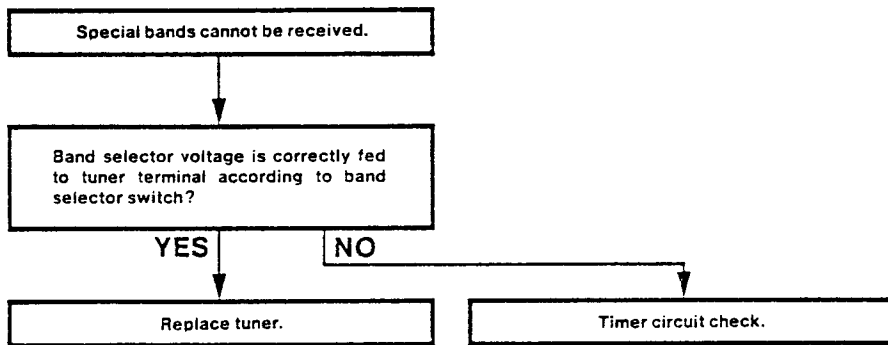 Special bands cannot be received.
Band selector voltage is correctly fed
to tuner terminal according to band
selector switch?
YES
NO
Replace tuner.
Timer circuit check.